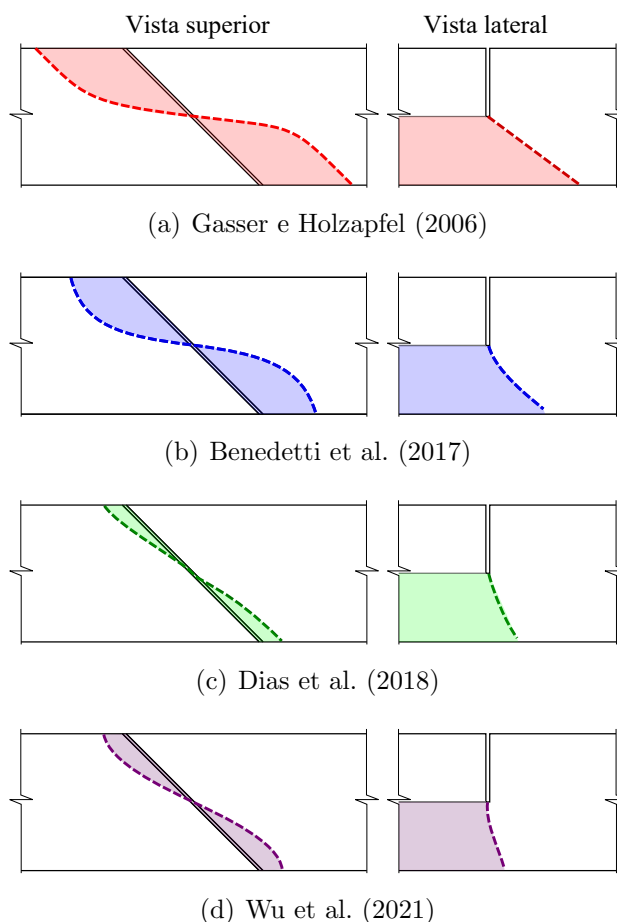 Vista superior Vista lateral
(a) Gasser e Holzapfel (2006)
(b) Benedetti et al. (2017)
(c) Dias et al. (2018)
(d) Wu et al. (2021)